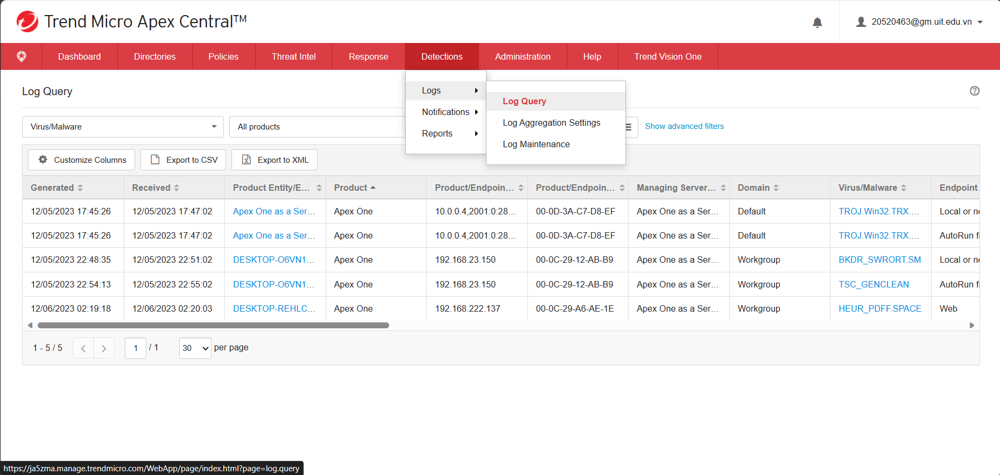 Trend Micro Apex Central™
20520463@gm.uit.edu.vn
Dashboard Directories Policies Threat Intel Response Detections Administration Help Trend Vision One
Log Query
Logs
Notifications
Reports
Log Query
Log Aggregation Settings
Log Maintenance
Virus/Malware All products Show advanced filters
Customize Columns Export to CSV Export to XML
Generated Received Product Entity/E... Product Product/Endpoin... Product/Endpoin... Managing Server... Domain Virus/Malware Endpoint
12/05/2023 17:45:26 12/05/2023 17:47:02 Apex One as a Ser... Apex One 10.0.0.4,2001:0:28... 00-0D-3A-C7-D8-EF Apex One as a Ser... Default TROJ.Win32.TRX.... Local or ne
12/05/2023 17:45:26 12/05/2023 17:47:02 Apex One as a Ser... Apex One 10.0.0.4,2001:0:28... 00-0D-3A-C7-D8-EF Apex One as a Ser... Default TROJ.Win32.TRX.... AutoRun fi
12/05/2023 22:48:35 12/05/2023 22:51:02 DESKTOP-O6VN1... Apex One 192.168.23.150 00-0C-29-12-AB-B9 Apex One as a Ser... Workgroup BKDR_SWRORT.SM Local or ne
12/05/2023 22:54:13 12/05/2023 22:55:02 DESKTOP-O6VN1... Apex One 192.168.23.150 00-0C-29-12-AB-B9 Apex One as a Ser... Workgroup TSC_GENCLEAN AutoRun fi
12/06/2023 02:19:18 12/06/2023 02:20:03 DESKTOP-REHLC... Apex One 192.168.222.137 00-0C-29-A6-AE-1E Apex One as a Ser... Workgroup HEUR_PDFF.SPACE Web
1 - 5 / 5 1 / 1 30 per page
https://ja5zma.manage.trendmicro.com/WebApp/page/index.html?page=log.query